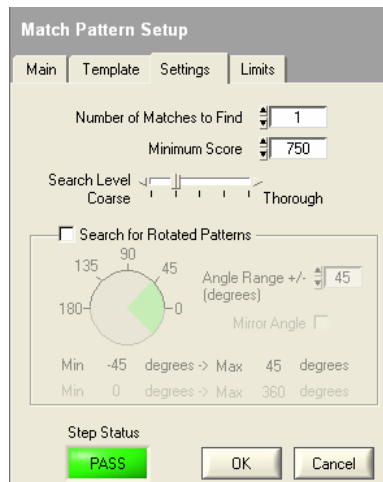 Match Pattern Setup
Main Template Settings Limits
Number of Matches to Find 1
Minimum Score 750
Search Level
Coarse Thorough
Search for Rotated Patterns
90
135 45
180 0
Angle Range +/- 45
(degrees)
Mirror Angle
Min -45 degrees -> Max 45 degrees
Min 0 degrees -> Max 360 degrees
Step Status
PASS OK Cancel